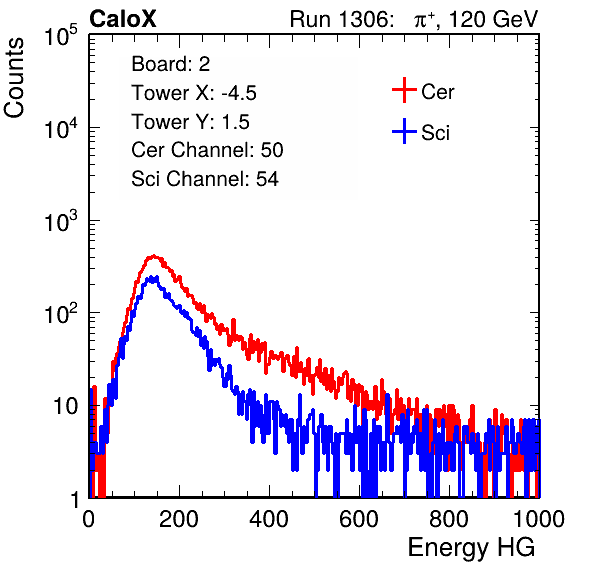 CaloX Run 1306: π⁺, 120 GeV
Counts
10⁵
10⁴
10³
10²
10
1
Board: 2
Tower X: -4.5
Tower Y: 1.5
Cer Channel: 50
Sci Channel: 54
Cer
Sci
0 200 400 600 800 1000
Energy HG